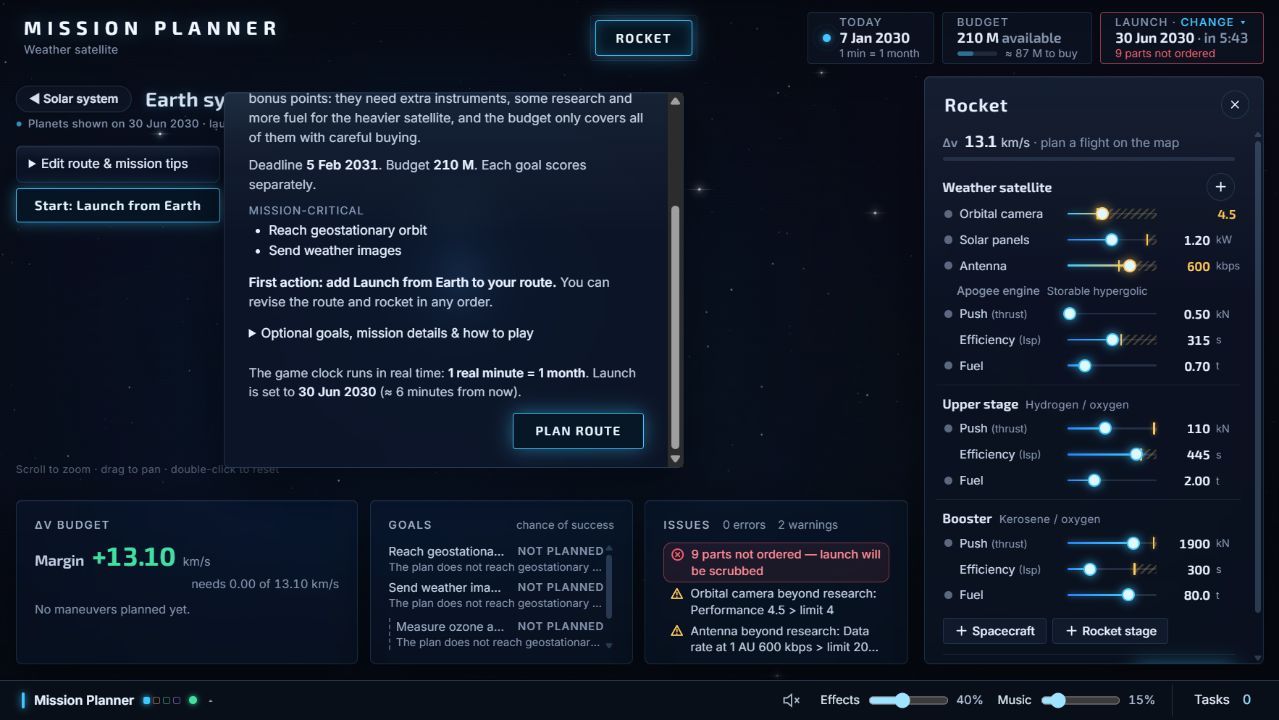 MISSION PLANNER
Weather satellite
ROCKET
TODAY
7 Jan 2030
1 min = 1 month
BUDGET
210 M available
≈ 87 M to buy
LAUNCH · CHANGE
30 Jun 2030 · in 5:43
9 parts not ordered
◀ Solar system
Earth sy
Planets shown on 30 Jun 2030 · lau
▶ Edit route & mission tips
Start: Launch from Earth
bonus points: they need extra instruments, some research and
more fuel for the heavier satellite, and the budget only covers all
of them with careful buying.
Deadline 5 Feb 2031. Budget 210 M. Each goal scores
separately.
MISSION-CRITICAL
• Reach geostationary orbit
• Send weather images
First action: add Launch from Earth to your route. You can
revise the route and rocket in any order.
▶ Optional goals, mission details & how to play
The game clock runs in real time: 1 real minute = 1 month. Launch
is set to 30 Jun 2030 (≈ 6 minutes from now).
PLAN ROUTE
Scroll to zoom · drag to pan · double-click to reset
ΔV BUDGET
Margin +13.10 km/s
needs 0.00 of 13.10 km/s
No maneuvers planned yet.
GOALS chance of success
Reach geostationa... NOT PLANNED
The plan does not reach geostationary ...
Send weather ima... NOT PLANNED
The plan does not reach geostationary ...
Measure ozone a... NOT PLANNED
The plan does not reach geostationar...
ISSUES 0 errors 2 warnings
9 parts not ordered — launch will
be scrubbed
Orbital camera beyond research:
Performance 4.5 > limit 4
Antenna beyond research: Data
rate at 1 AU 600 kbps > limit 20...
Rocket
Δv 13.1 km/s · plan a flight on the map
Weather satellite +
Orbital camera 4.5
Solar panels 1.20 kW
Antenna 600 kbps
Apogee engine Storable hypergolic
Push (thrust) 0.50 kN
Efficiency (Isp) 315 s
Fuel 0.70 t
Upper stage Hydrogen / oxygen
Push (thrust) 110 kN
Efficiency (Isp) 445 s
Fuel 2.00 t
Booster Kerosene / oxygen
Push (thrust) 1900 kN
Efficiency (Isp) 300 s
Fuel 80.0 t
+ Spacecraft + Rocket stage
Mission Planner -
Effects 40% Music 15% Tasks 0